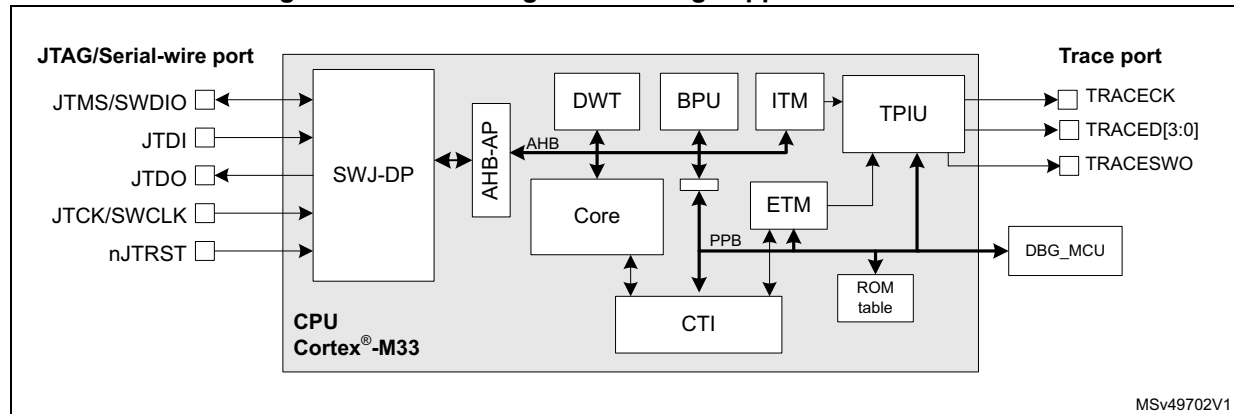 JTAG/Serial-wire port
Trace port
JTMS/SWDIO
JTDI
JTDO
JTCK/SWCLK
nJTRST
SWJ-DP
AHB-AP
AHB
DWT
BPU
ITM
TPIU
TRACECK
TRACED[3:0]
TRACESWO
Core
ETM
PPB
DBG_MCU
ROM
table
CTI
CPU
Cortex®-M33
MSv49702V1